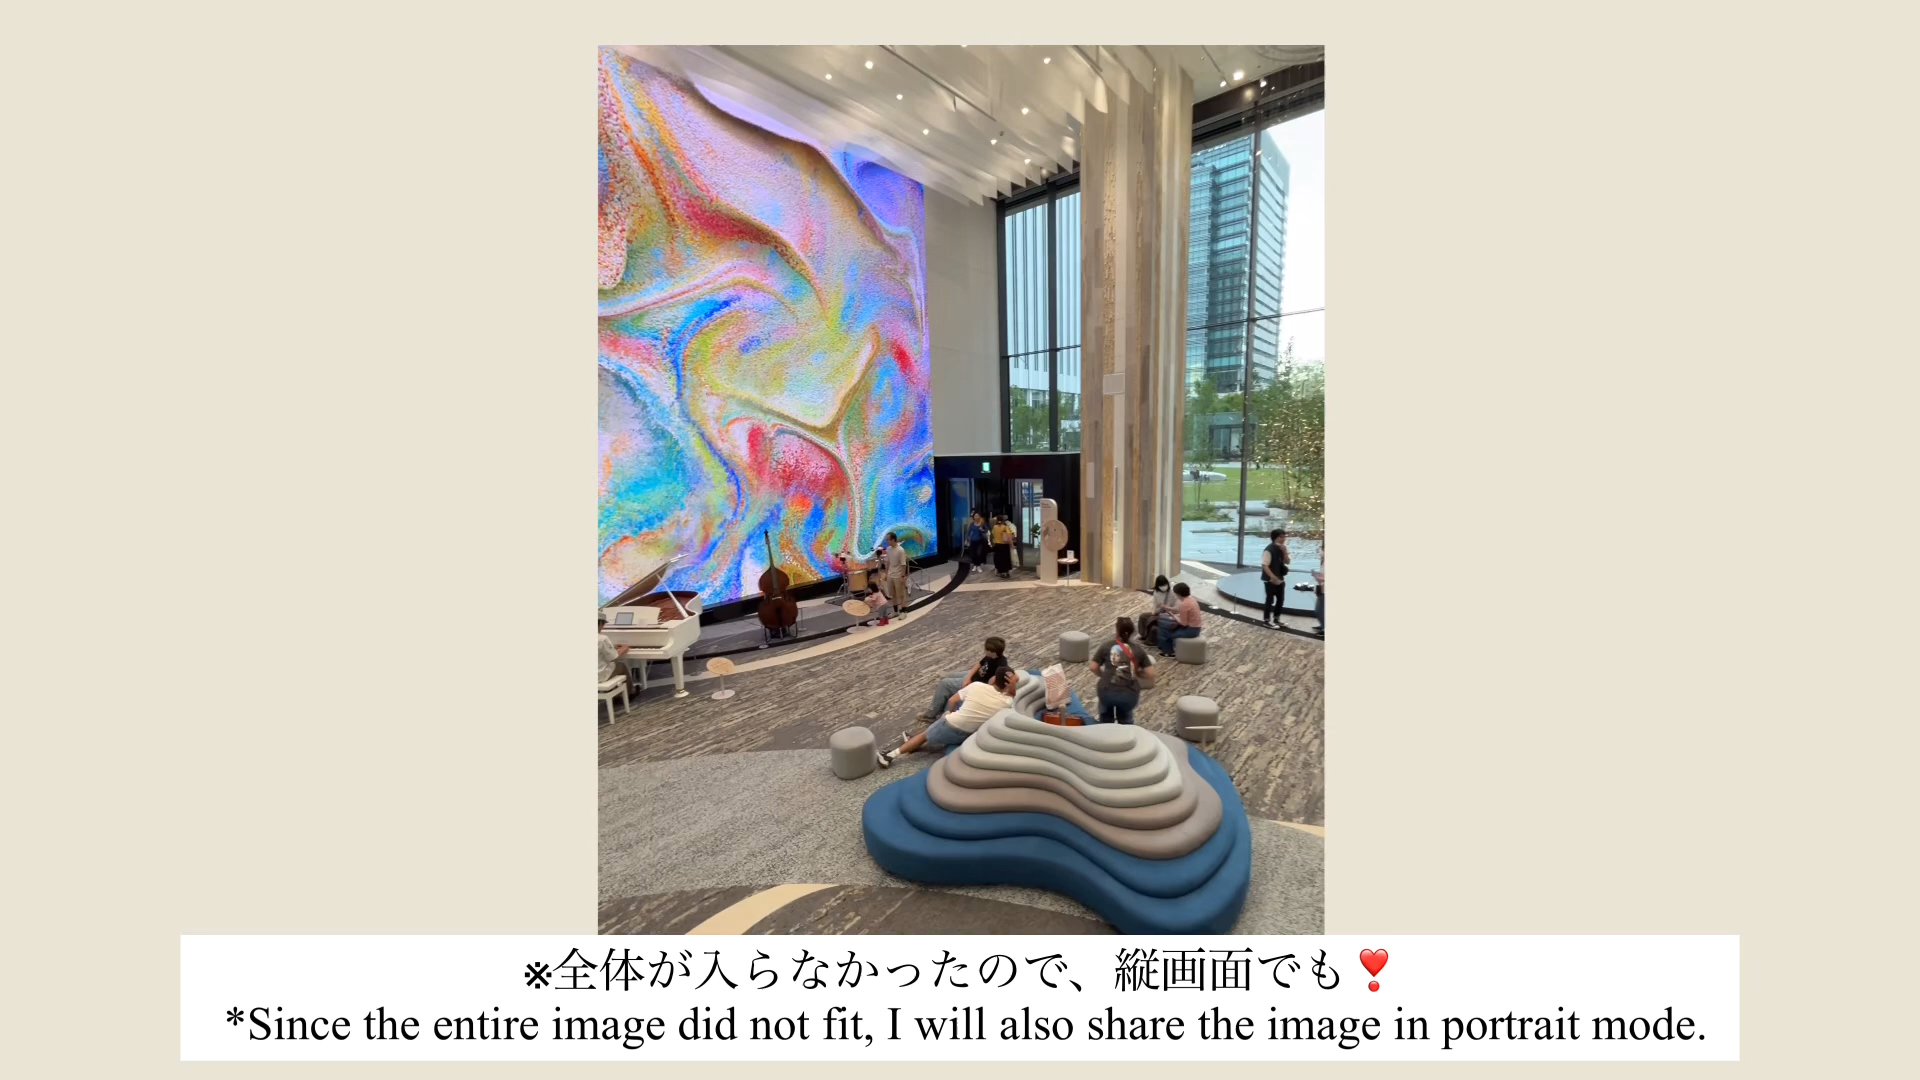 ※全体が入らなかったので、縦画面でも❣️
*Since the entire image did not fit, I will also share the image in portrait mode.